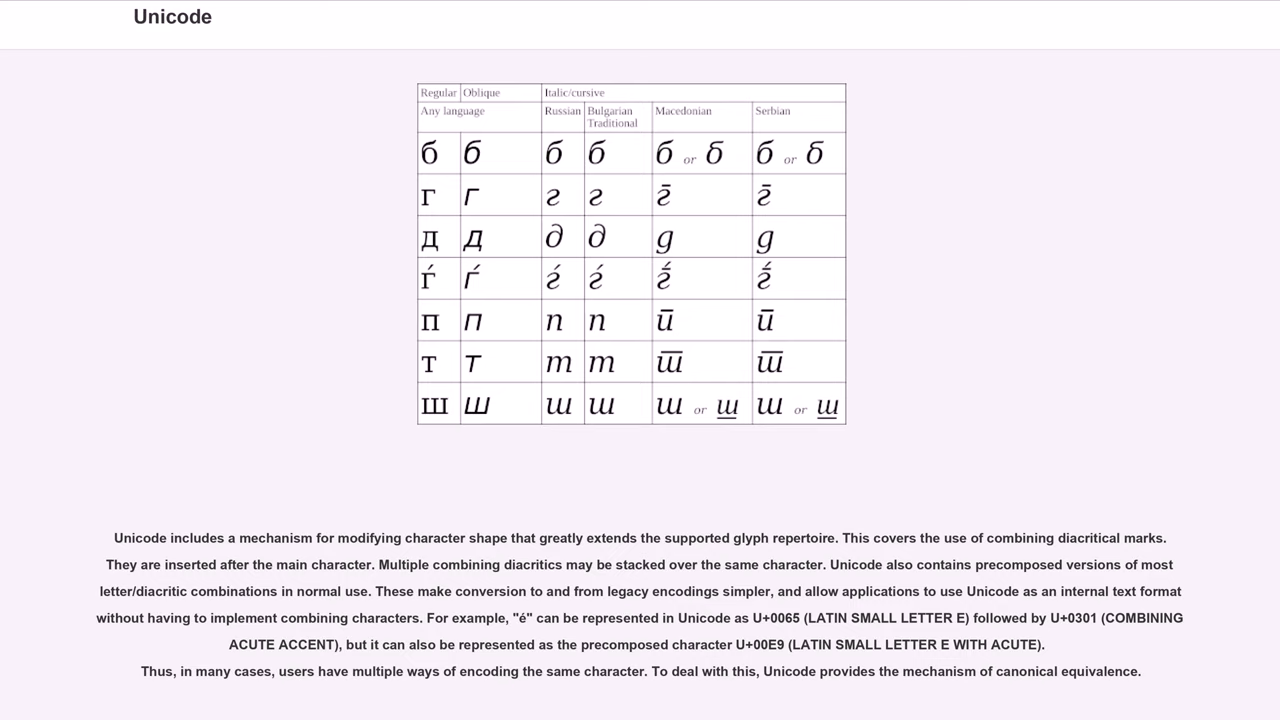 Unicode
Regular Oblique Italic/cursive
Any language Russian Bulgarian Traditional Macedonian Serbian
б б б б б or б б or б
г г г г г̄ г̄
д д д д g g
ѓ ѓ ѓ ѓ ѓ̄ ѓ̄
п п п п ӣ ӣ
т т т т ш̄ ш̄
ш ш ш ш ш or ш̲ ш or ш̲
Unicode includes a mechanism for modifying character shape that greatly extends the supported glyph repertoire. This covers the use of combining diacritical marks.
They are inserted after the main character. Multiple combining diacritics may be stacked over the same character. Unicode also contains precomposed versions of most
letter/diacritic combinations in normal use. These make conversion to and from legacy encodings simpler, and allow applications to use Unicode as an internal text format
without having to implement combining characters. For example, "é" can be represented in Unicode as U+0065 (LATIN SMALL LETTER E) followed by U+0301 (COMBINING
ACUTE ACCENT), but it can also be represented as the precomposed character U+00E9 (LATIN SMALL LETTER E WITH ACUTE).
Thus, in many cases, users have multiple ways of encoding the same character. To deal with this, Unicode provides the mechanism of canonical equivalence.